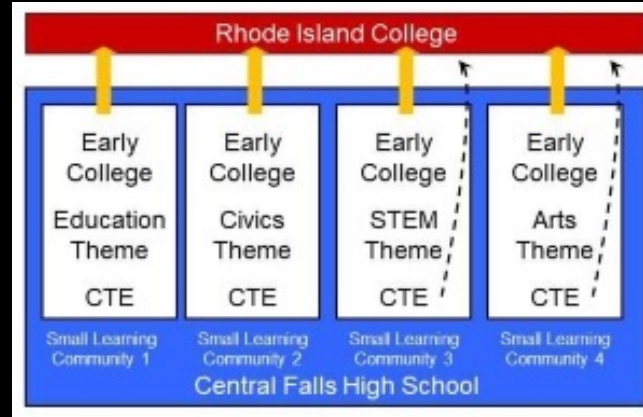 Rhode Island College
Early
College
Education
Theme
CTE
Small Learning
Community 1
Early
College
Civics
Theme
CTE
Small Learning
Community 2
Early
College
STEM
Theme
CTE
Small Learning
Community 3
Early
College
Arts
Theme
CTE
Small Learning
Community 4
Central Falls High School